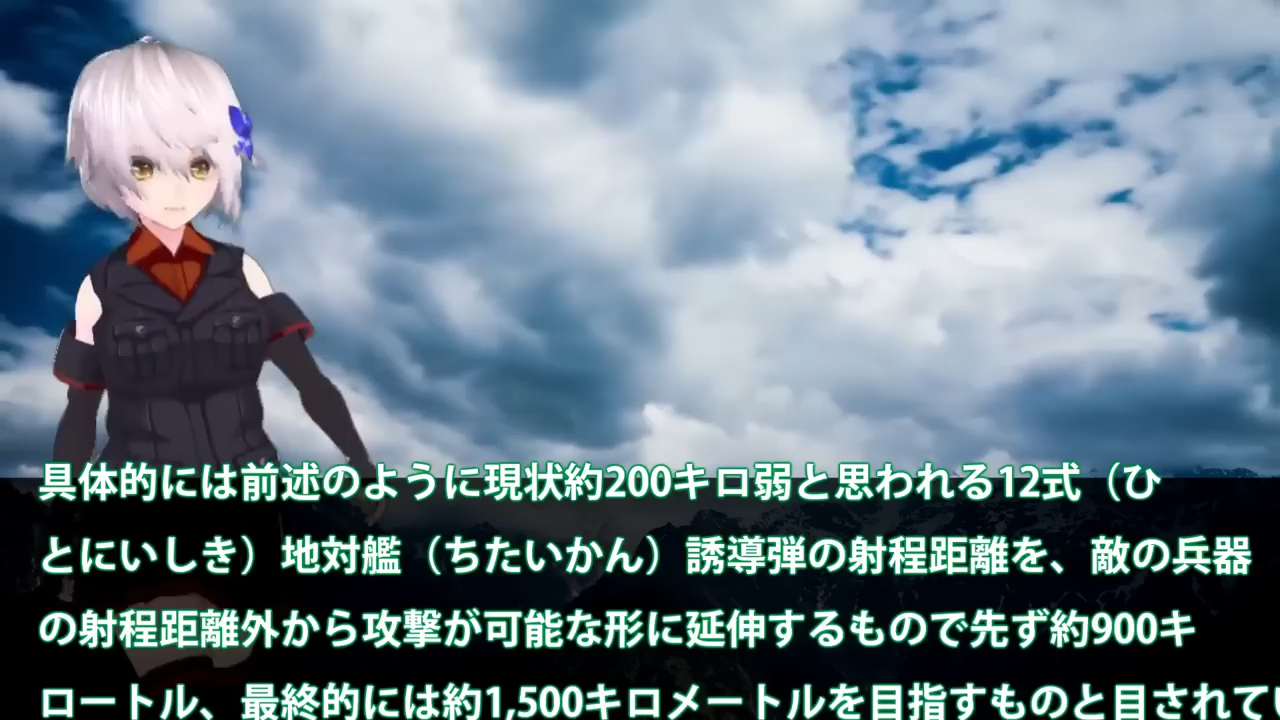 具体的には前述のように現状約200キロ弱と思われる12式（ひ
とにいしき）地対艦（ちたいかん）誘導弾の射程距離を、敵の兵器
の射程距離外から攻撃が可能な形に延伸するもので先ず約900キ
ロートル、最終的には約1,500キロメートルを目指すものと目されてい